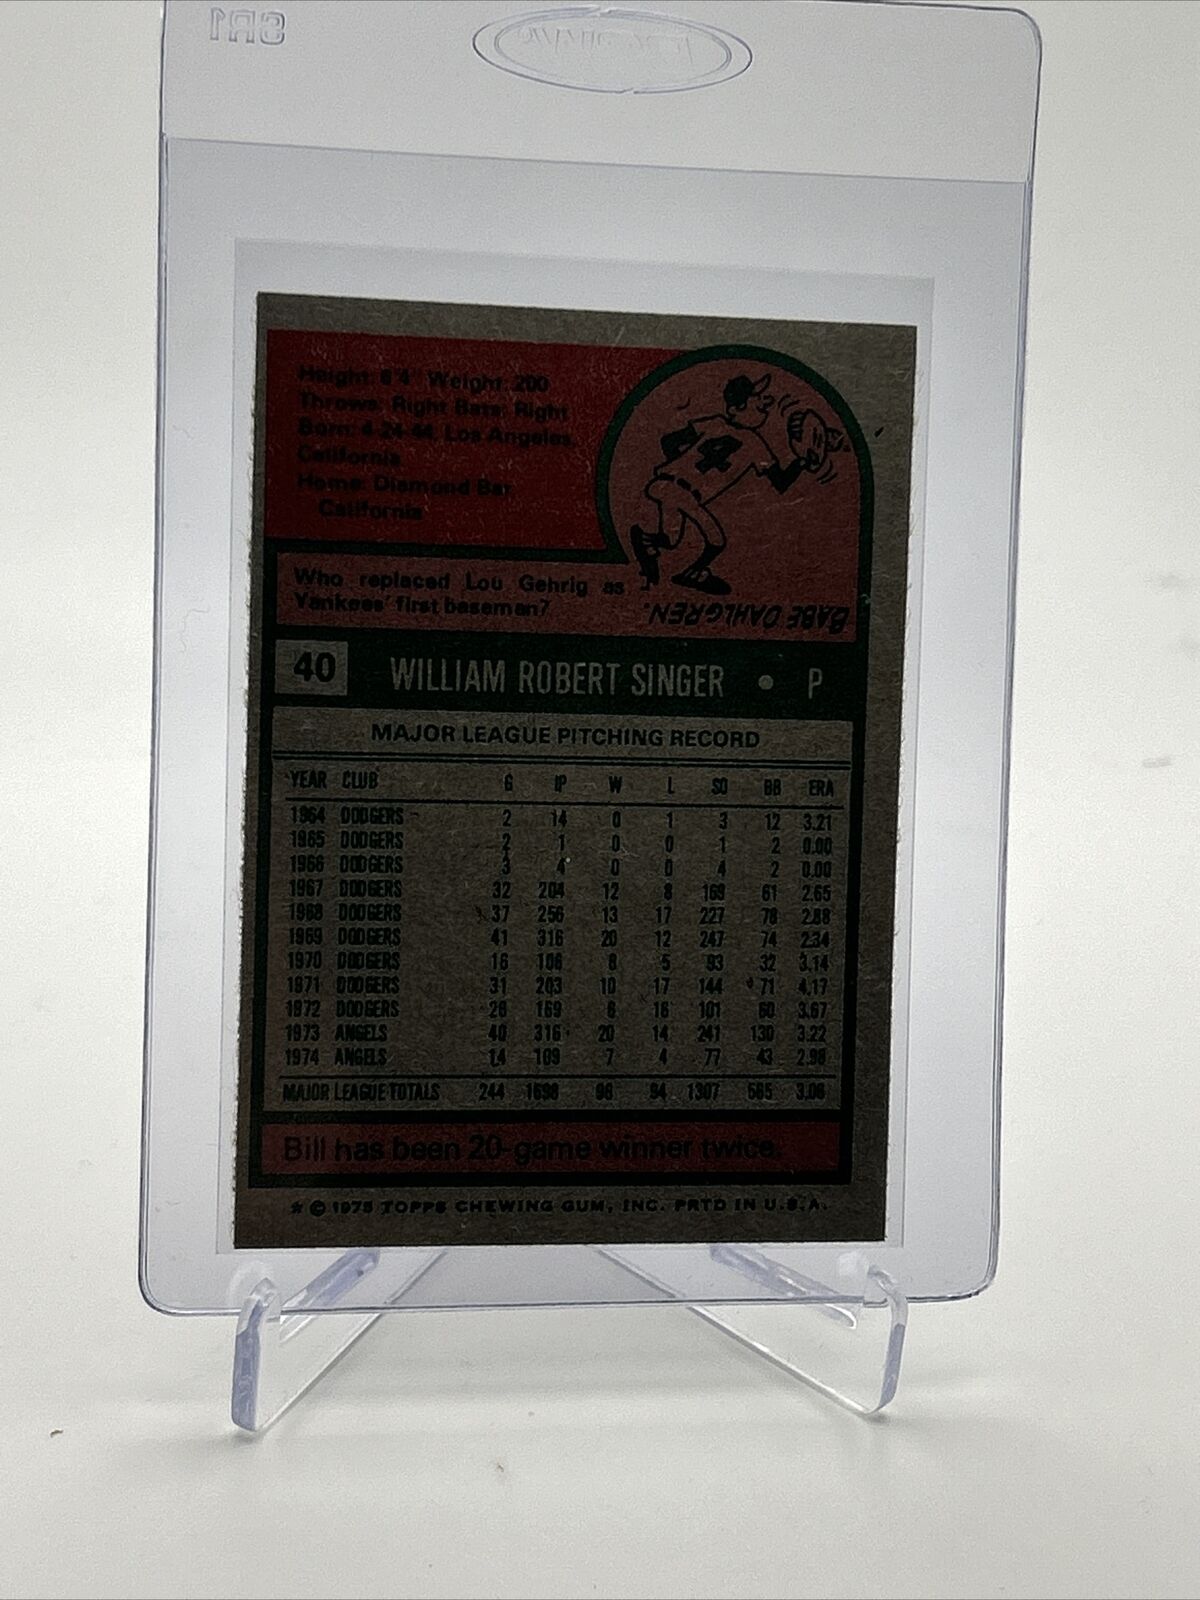 CR1
Height: 6'4" Weight: 200
Throws: Right Bats: Right
Born: 4-24-44, Los Angeles,
California
Home: Diamond Bar
California
Who replaced Lou Gehrig as
Yankees' first baseman?
BABE DAHLGREN.
40 WILLIAM ROBERT SINGER • P
MAJOR LEAGUE PITCHING RECORD
YEAR CLUB G IP W L SO BB ERA
1964 DODGERS 2 14 0 1 3 12 3.21
1965 DODGERS 2 1 0 0 1 2 0.00
1966 DODGERS 3 4 0 0 4 2 0.00
1967 DODGERS 32 204 12 8 169 61 2.65
1968 DODGERS 37 256 13 17 227 78 2.88
1969 DODGERS 41 316 20 12 247 74 2.34
1970 DODGERS 16 106 8 5 93 32 3.14
1971 DODGERS 31 203 10 17 144 71 4.17
1972 DODGERS 26 169 6 16 101 60 3.67
1973 ANGELS 40 316 20 14 241 130 3.22
1974 ANGELS 14 109 7 4 77 43 2.98
MAJOR LEAGUE TOTALS 244 1698 96 94 1307 565 3.08
Bill has been 20-game winner twice.
* © 1975 TOPPS CHEWING GUM, INC. PRTD IN U.S.A.